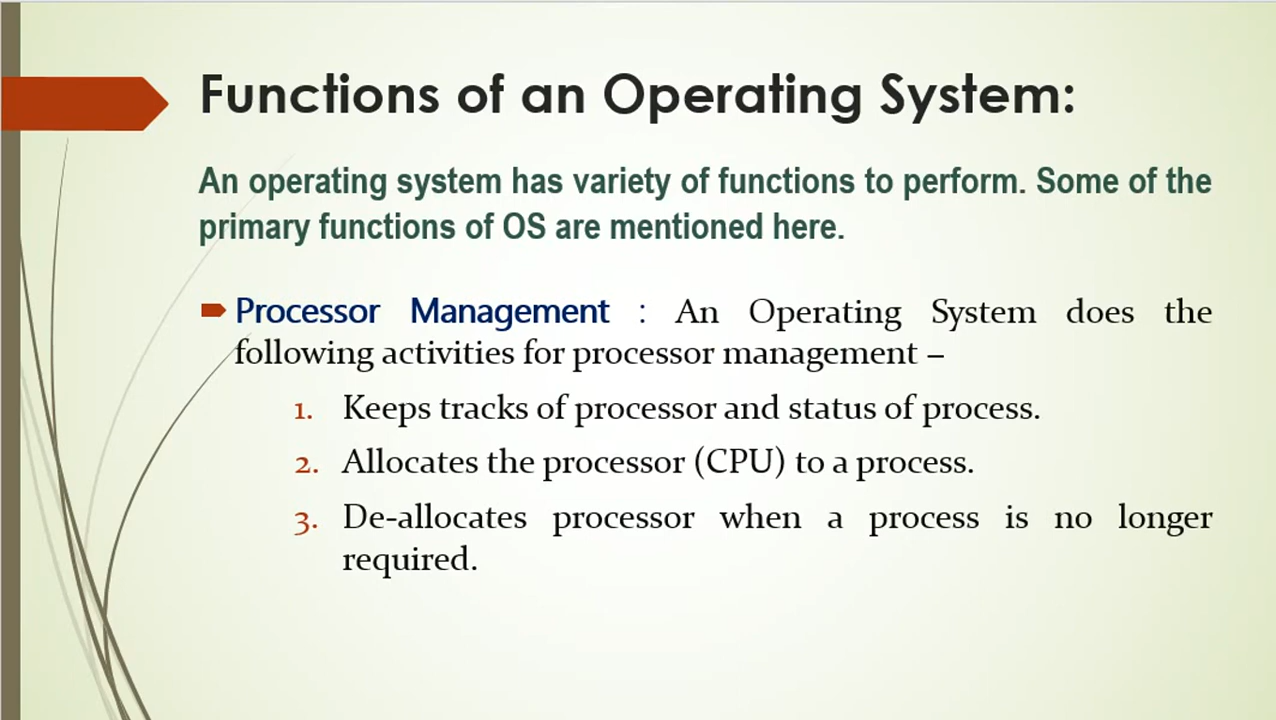 Functions of an Operating System:
An operating system has variety of functions to perform. Some of the
primary functions of OS are mentioned here.
Processor Management : An Operating System does the
following activities for processor management –
1. Keeps tracks of processor and status of process.
2. Allocates the processor (CPU) to a process.
3. De-allocates processor when a process is no longer
required.